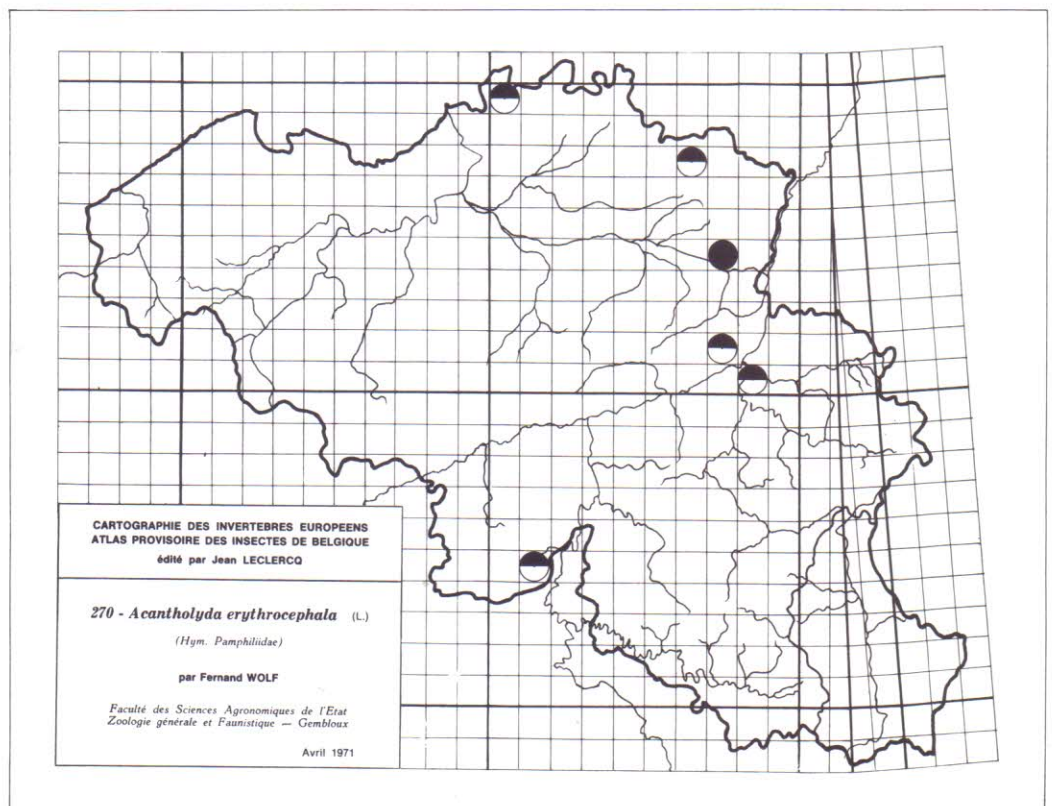 CARTOGRAPHIE DES INVERTEBRES EUROPEENS
ATLAS PROVISOIRE DES INSECTES DE BELGIQUE
édité par Jean LECLERCQ
270 - Acantholyda erythrocephala (L.)
(Hym. Pamphiliidae)
par Fernand WOLF
Faculté des Sciences Agronomiques de l'Etat
Zoologie générale et Faunistique — Gembloux
Avril 1971